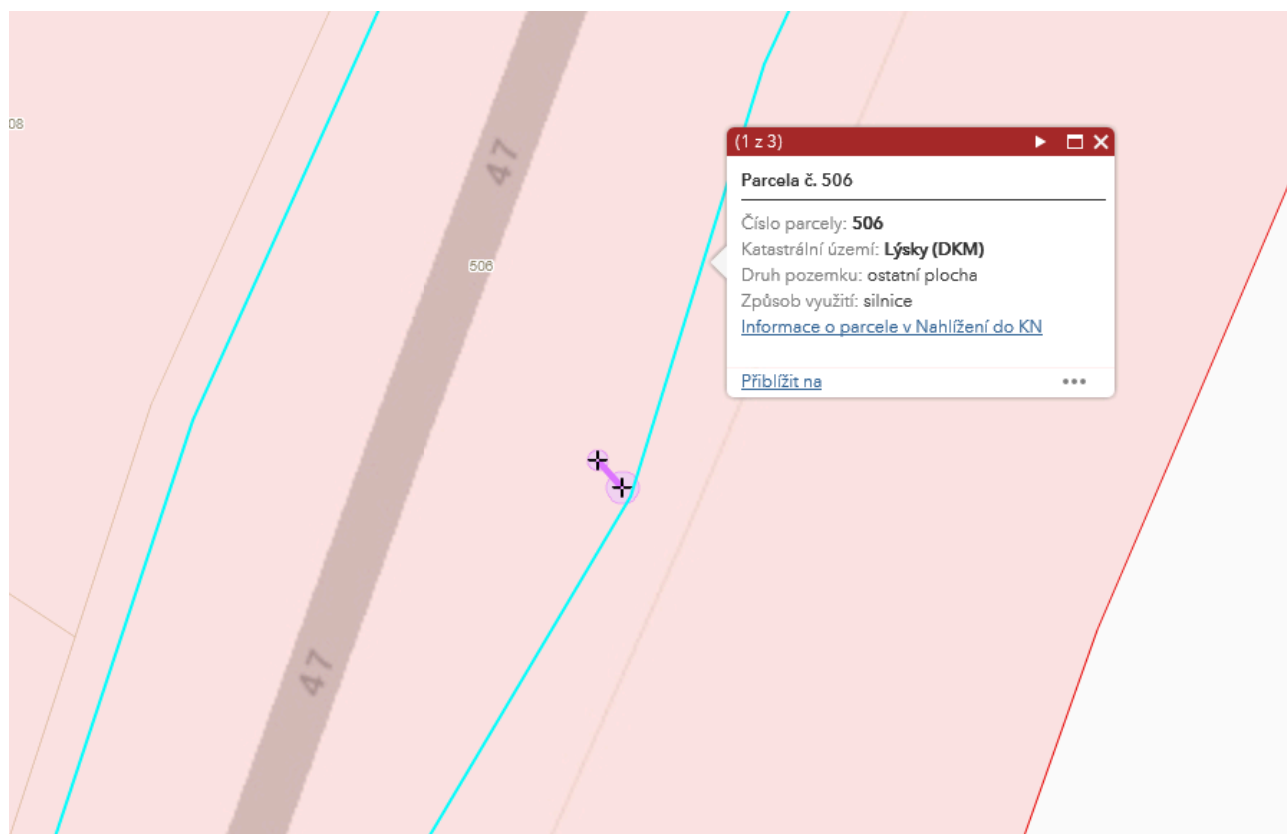 08
47
(1 z 3)
Parcela č. 506
Číslo parcely: 506
Katastrální území: Lýsky (DKM)
Druh pozemku: ostatní plocha
Způsob využití: silnice
Informace o parcele v Nahlížení do KN
Přiblížit na
506
47